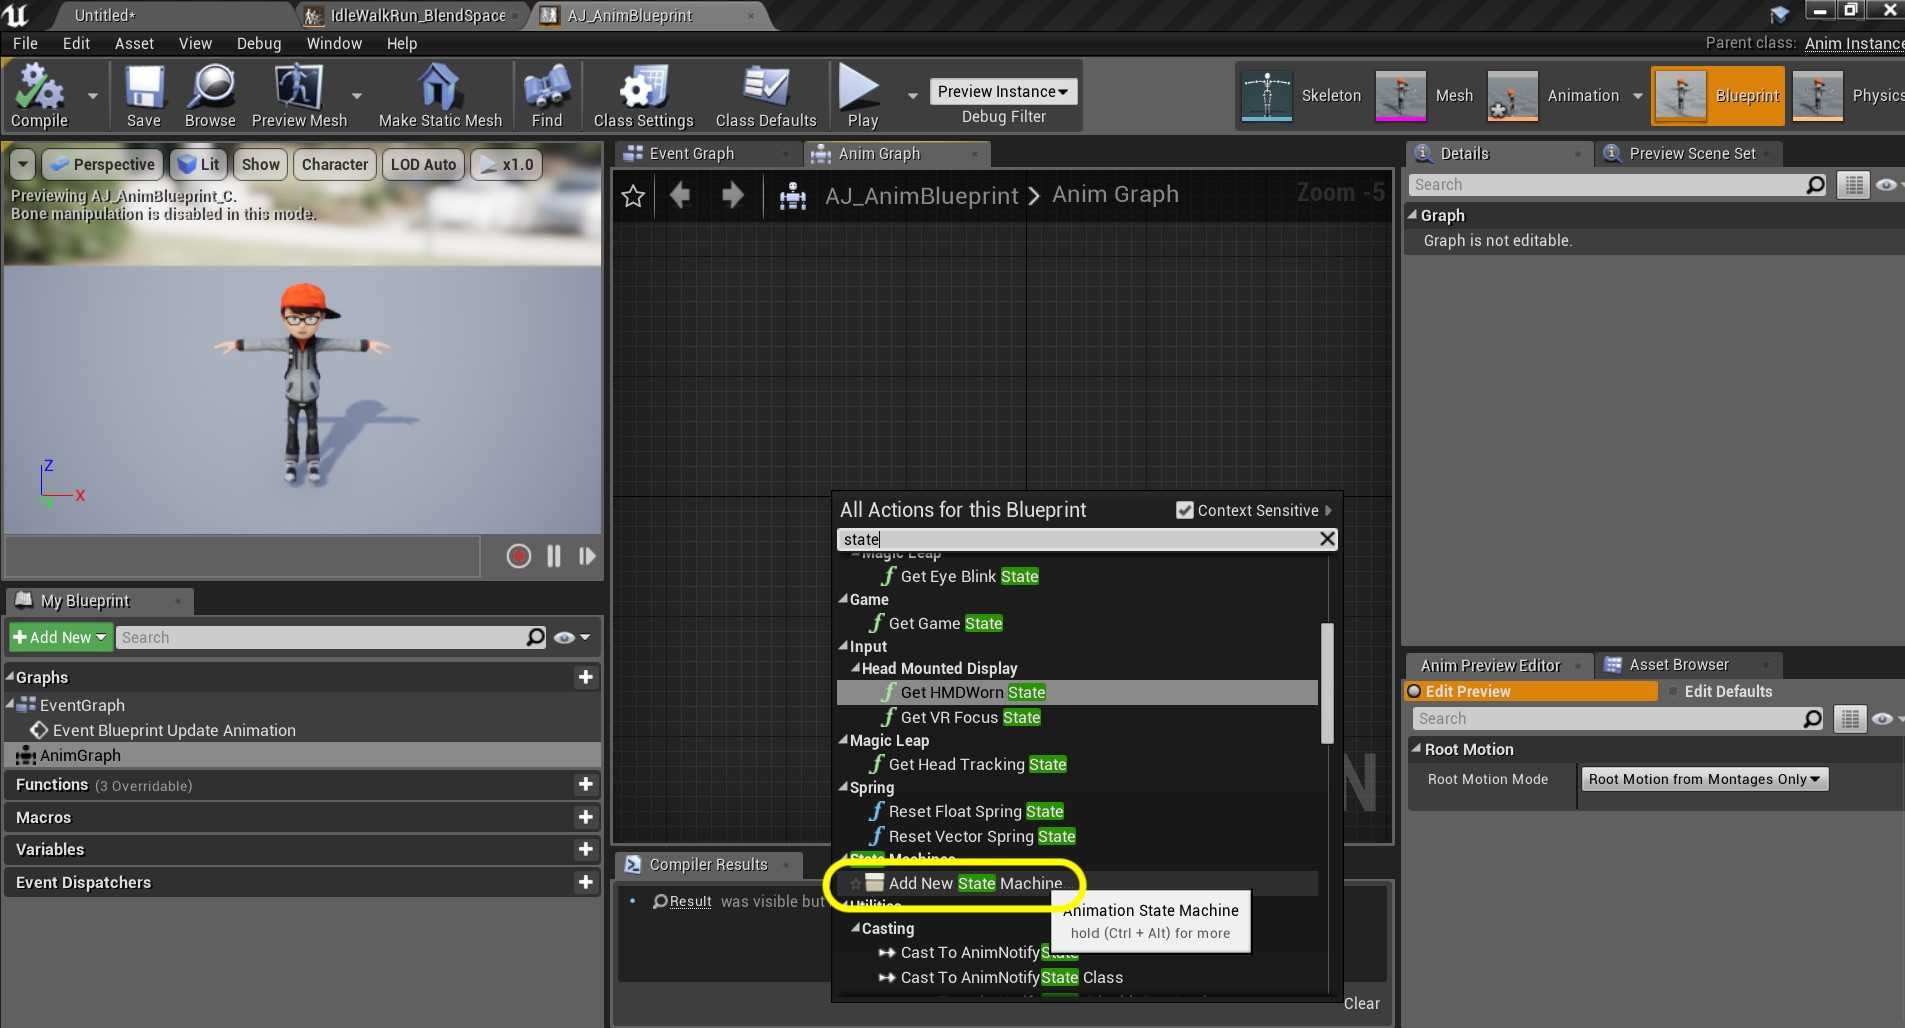 Untitled*
IdleWalkRun_BlendSpace
AJ_AnimBlueprint
File Edit Asset View Debug Window Help
Parent class: Anim Instance
Compile
Save
Browse
Preview Mesh
Make Static Mesh
Find
Class Settings
Class Defaults
Play
Preview Instance
Debug Filter
Skeleton
Mesh
Animation
Blueprint
Physics
Perspective
Lit
Show
Character
LOD Auto
x1.0
Previewing AJ_AnimBlueprint_C.
Bone manipulation is disabled in this mode.
Z
X
Event Graph
Anim Graph
AJ_AnimBlueprint > Anim Graph
Zoom -5
Details
Preview Scene Set
Search
Graph
Graph is not editable.
My Blueprint
Add New
Search
Graphs
EventGraph
Event Blueprint Update Animation
AnimGraph
Functions (3 Overridable)
Macros
Variables
Event Dispatchers
All Actions for this Blueprint
Context Sensitive
state
Magic Leap
Get Eye Blink State
Game
Get Game State
Input
Head Mounted Display
Get HMDWorn State
Get VR Focus State
Magic Leap
Get Head Tracking State
Spring
Reset Float Spring State
Reset Vector Spring State
State Machines
Add New State Machine...
Utilities
Casting
Cast To AnimNotifyState
Cast To AnimNotifyState Class
Animation State Machine
hold (Ctrl + Alt) for more
N
Compiler Results
Result was visible but
Clear
Anim Preview Editor
Asset Browser
Edit Preview
Edit Defaults
Search
Root Motion
Root Motion Mode
Root Motion from Montages Only